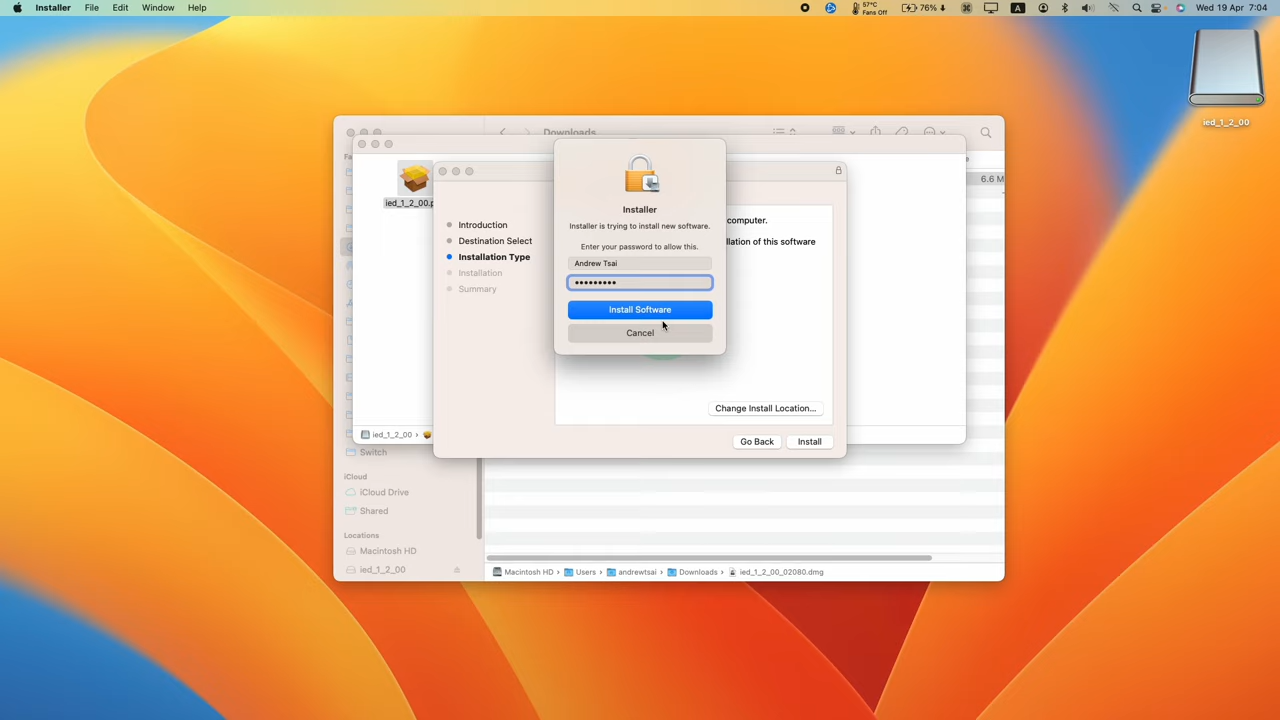 Installer File Edit Window Help
57°C
Fans Off
76%
A
Wed 19 Apr 7:04
ied_1_2_00
Downloads
Fa
ied_1_2_00.p
6.6 M
Introduction
Destination Select
Installation Type
Installation
Summary
computer.
llation of this software
Installer
Installer is trying to install new software.
Enter your password to allow this.
Andrew Tsai
•••••••••
Install Software
Cancel
Change Install Location...
Go Back
Install
ied_1_2_00 ›
Switch
iCloud
iCloud Drive
Shared
Locations
Macintosh HD
ied_1_2_00
Macintosh HD › Users › andrewtsai › Downloads › ied_1_2_00_02080.dmg